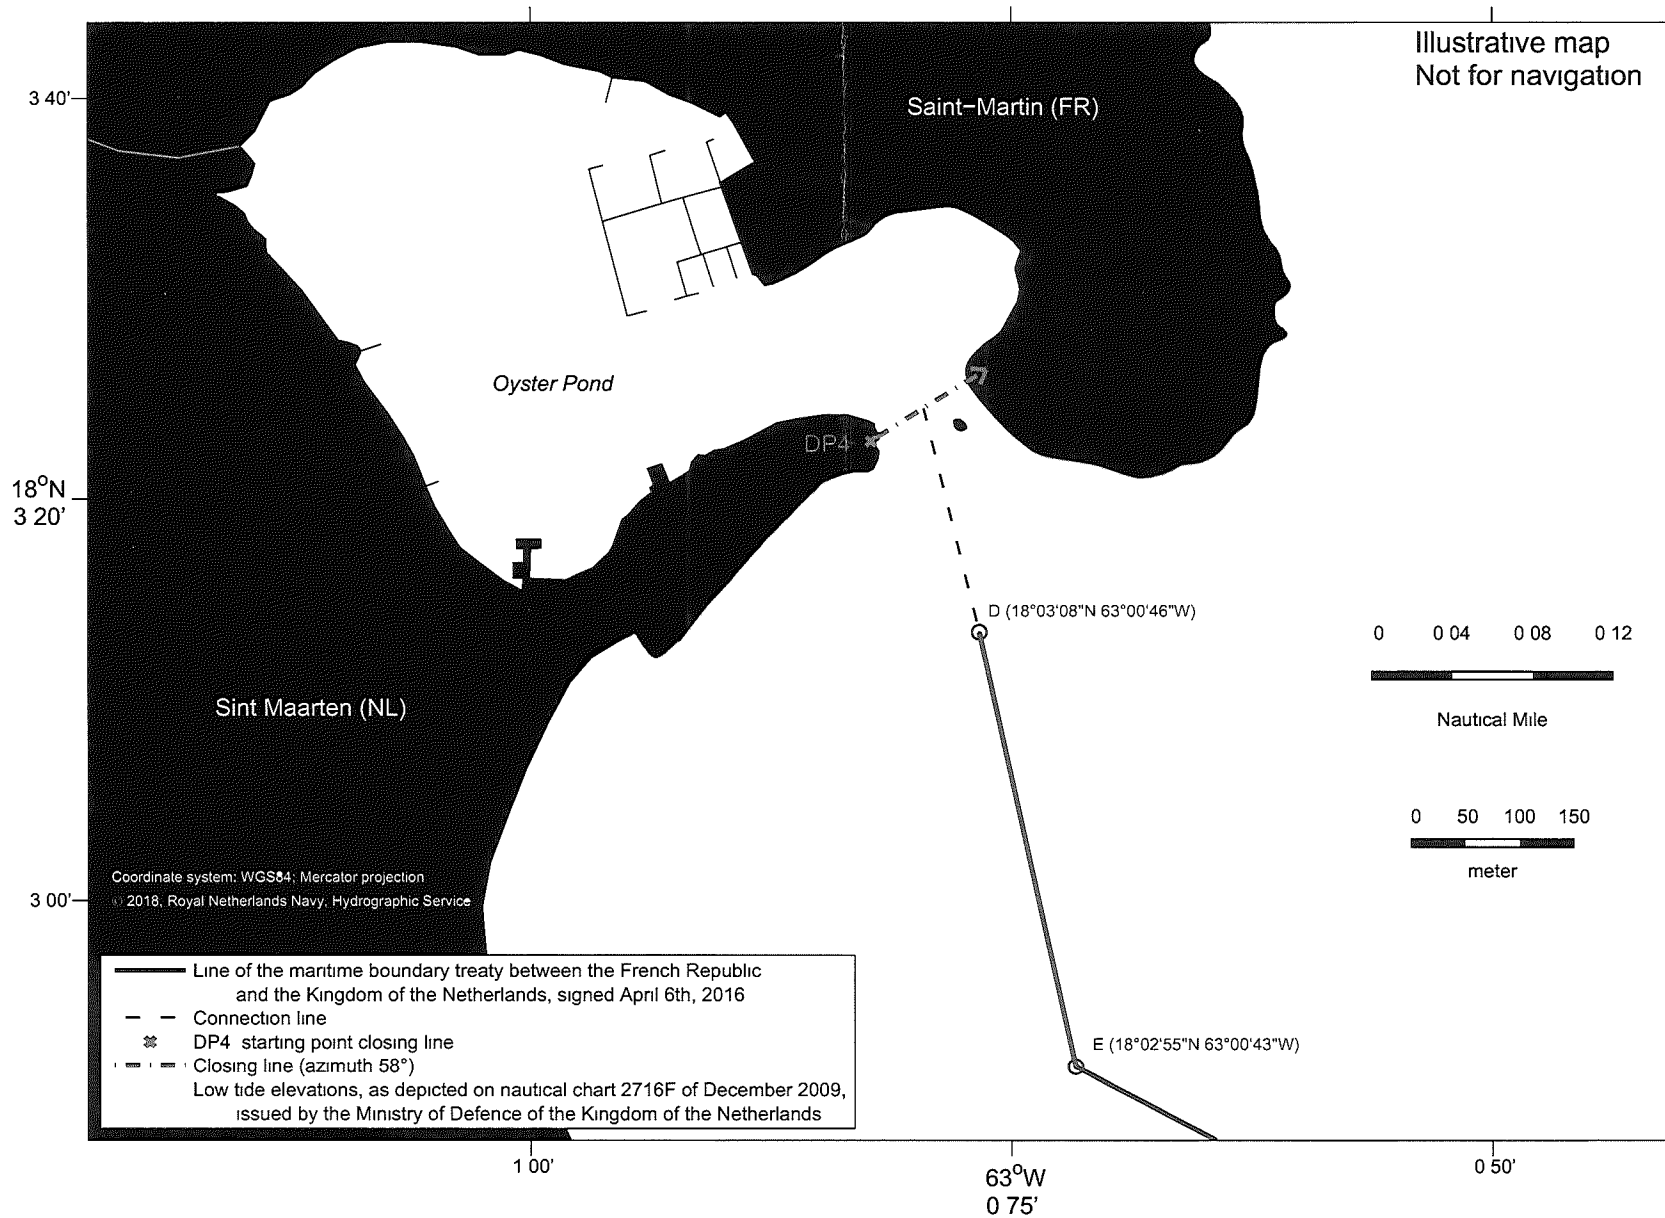 Illustrative map
Not for navigation
3 40'
Saint-Martin (FR)
Oyster Pond
DP4
18°N
3 20'
D (18°03'08"N 63°00'46"W)
0 0 04 0 08 0 12
Nautical Mile
Sint Maarten (NL)
0 50 100 150
meter
Coordinate system: WGS84; Mercator projection
© 2018, Royal Netherlands Navy, Hydrographic Service
3 00'
Line of the maritime boundary treaty between the French Republic
and the Kingdom of the Netherlands, signed April 6th, 2016
Connection line
DP4 starting point closing line
Closing line (azimuth 58°)
Low tide elevations, as depicted on nautical chart 2716F of December 2009,
issued by the Ministry of Defence of the Kingdom of the Netherlands
E (18°02'55"N 63°00'43"W)
1 00'
63°W
0 75'
0 50'